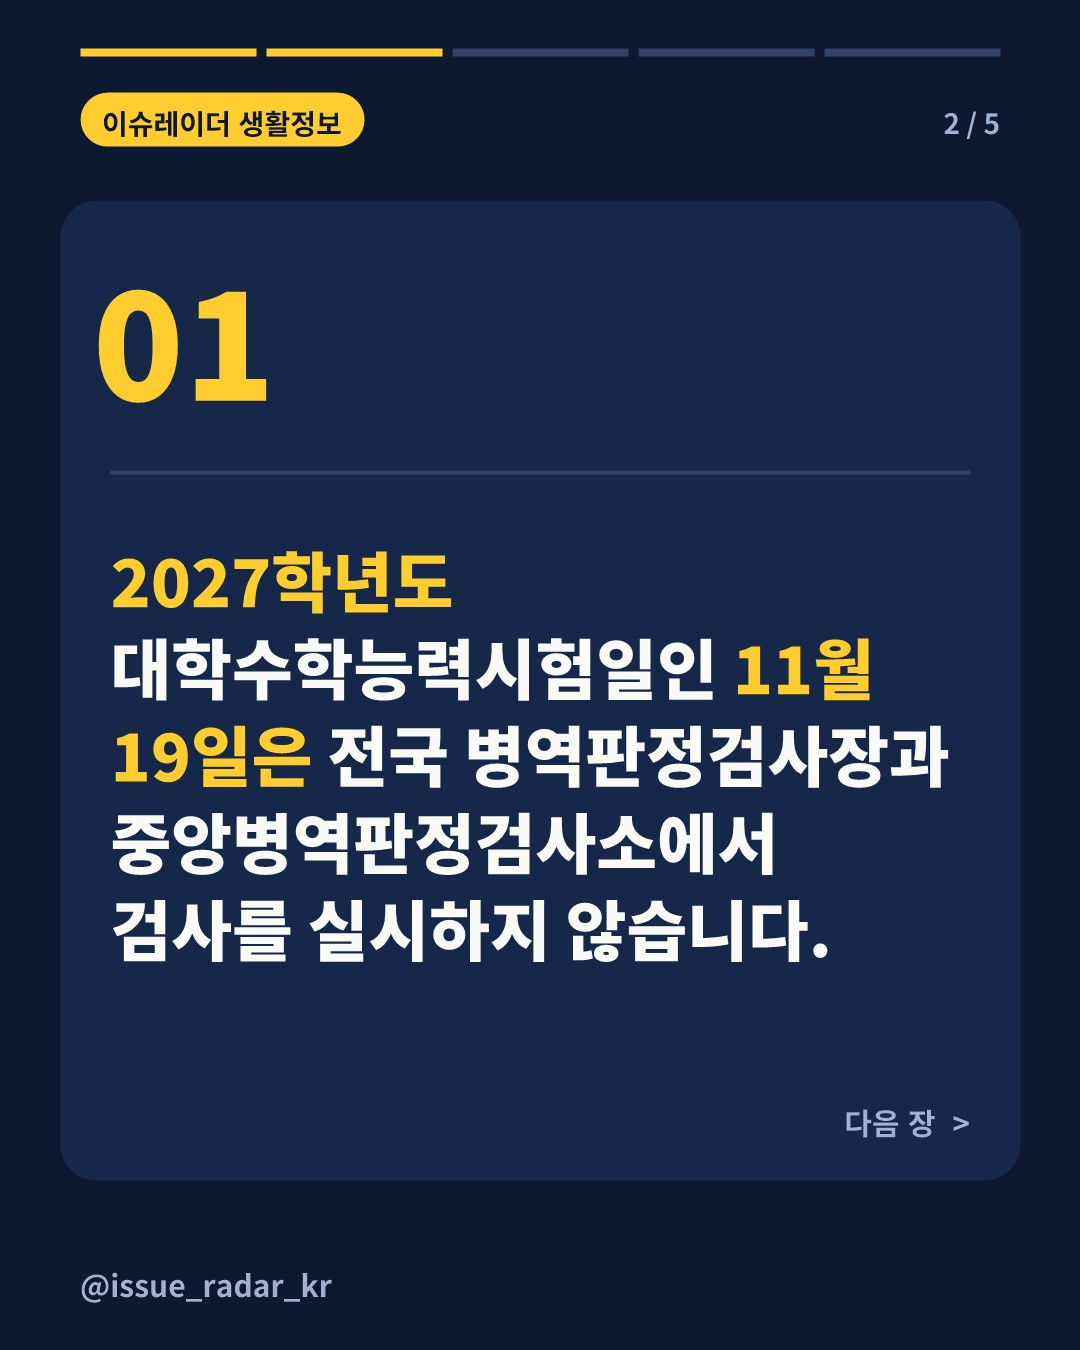 이슈레이더 생활정보
2 / 5
01
2027학년도
대학수학능력시험일인 11월
19일은 전국 병역판정검사장과
중앙병역판정검사소에서
검사를 실시하지 않습니다.
다음 장 >
@issue_radar_kr